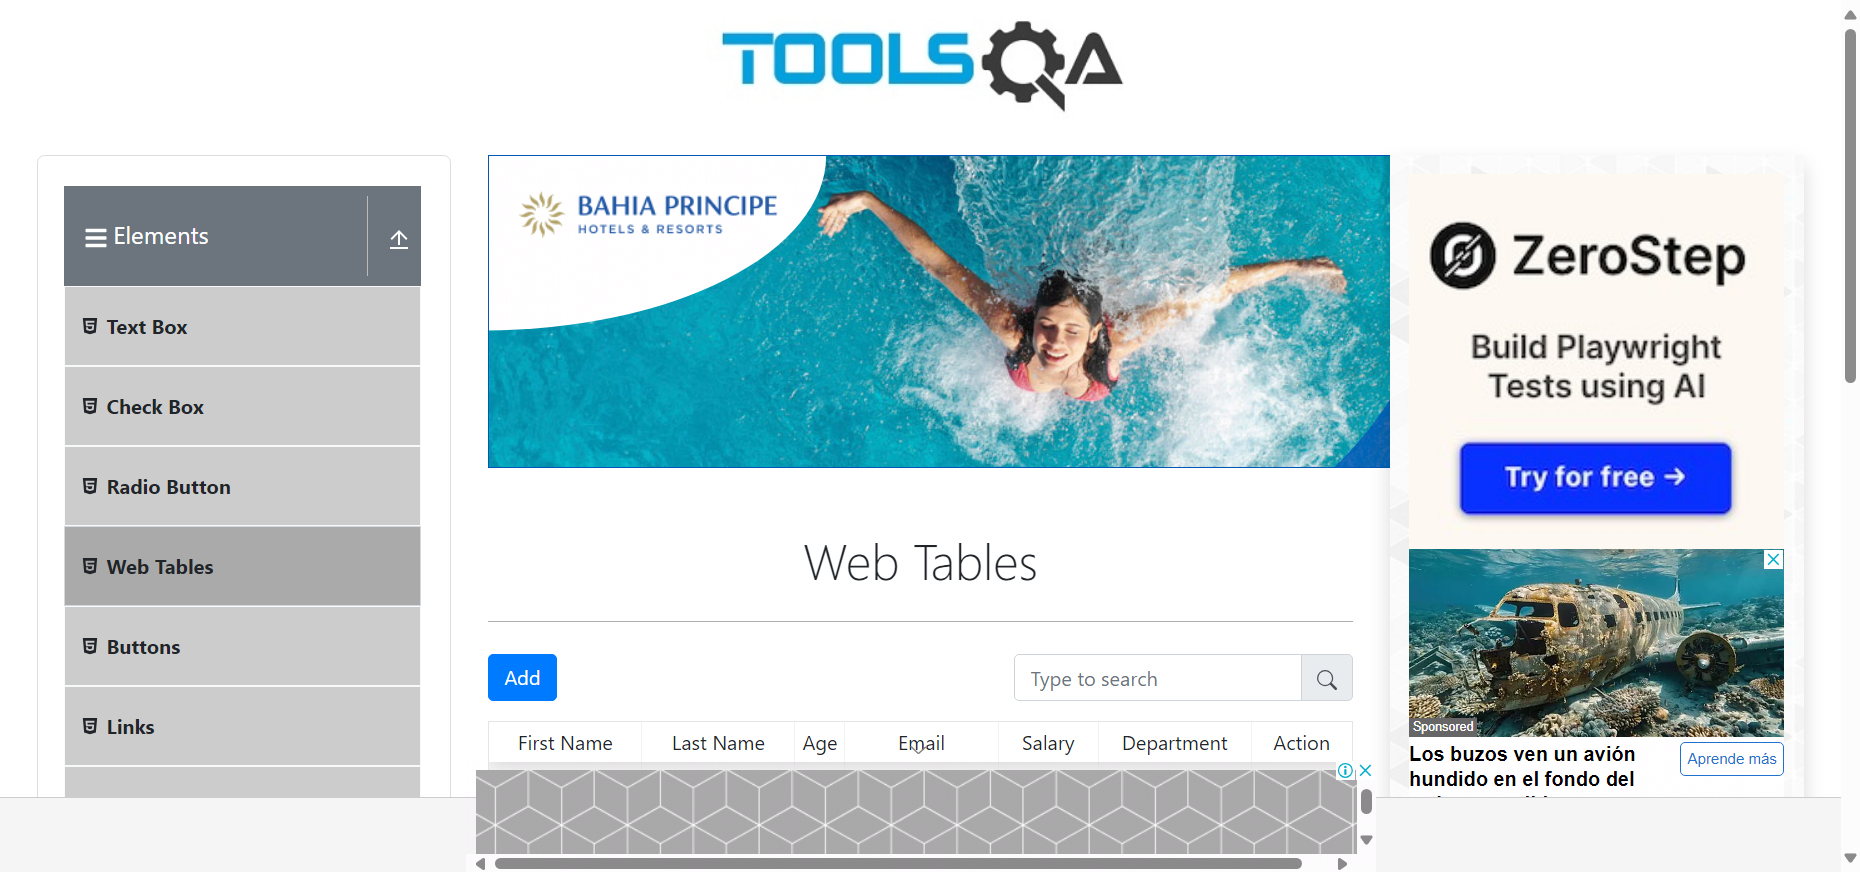 TOOLSQA
Elements
Text Box
Check Box
Radio Button
Web Tables
Buttons
Links
BAHIA PRINCIPE
HOTELS & RESORTS
Web Tables
Add
Type to search
First Name Last Name Age Email Salary Department Action
ZeroStep
Build Playwright
Tests using AI
Try for free →
Sponsored
Los buzos ven un avión
hundido en el fondo del
Aprende más